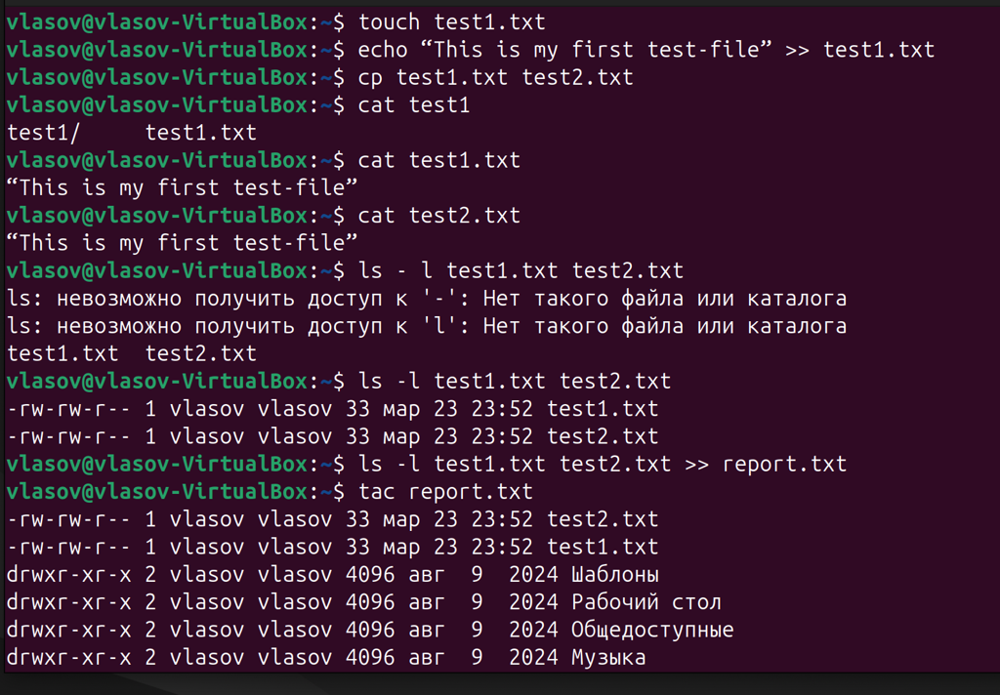 vlasov@vlasov-VirtualBox:~$ touch test1.txt
vlasov@vlasov-VirtualBox:~$ echo “This is my first test-file” >> test1.txt
vlasov@vlasov-VirtualBox:~$ cp test1.txt test2.txt
vlasov@vlasov-VirtualBox:~$ cat test1
test1/     test1.txt
vlasov@vlasov-VirtualBox:~$ cat test1.txt
“This is my first test-file”
vlasov@vlasov-VirtualBox:~$ cat test2.txt
“This is my first test-file”
vlasov@vlasov-VirtualBox:~$ ls - l test1.txt test2.txt
ls: невозможно получить доступ к '-': Нет такого файла или каталога
ls: невозможно получить доступ к 'l': Нет такого файла или каталога
test1.txt  test2.txt
vlasov@vlasov-VirtualBox:~$ ls -l test1.txt test2.txt
-rw-rw-r-- 1 vlasov vlasov 33 мар 23 23:52 test1.txt
-rw-rw-r-- 1 vlasov vlasov 33 мар 23 23:52 test2.txt
vlasov@vlasov-VirtualBox:~$ ls -l test1.txt test2.txt >> report.txt
vlasov@vlasov-VirtualBox:~$ tac report.txt
-rw-rw-r-- 1 vlasov vlasov 33 мар 23 23:52 test2.txt
-rw-rw-r-- 1 vlasov vlasov 33 мар 23 23:52 test1.txt
drwxr-xr-x 2 vlasov vlasov 4096 авг  9  2024 Шаблоны
drwxr-xr-x 2 vlasov vlasov 4096 авг  9  2024 Рабочий стол
drwxr-xr-x 2 vlasov vlasov 4096 авг  9  2024 Общедоступные
drwxr-xr-x 2 vlasov vlasov 4096 авг  9  2024 Музыка